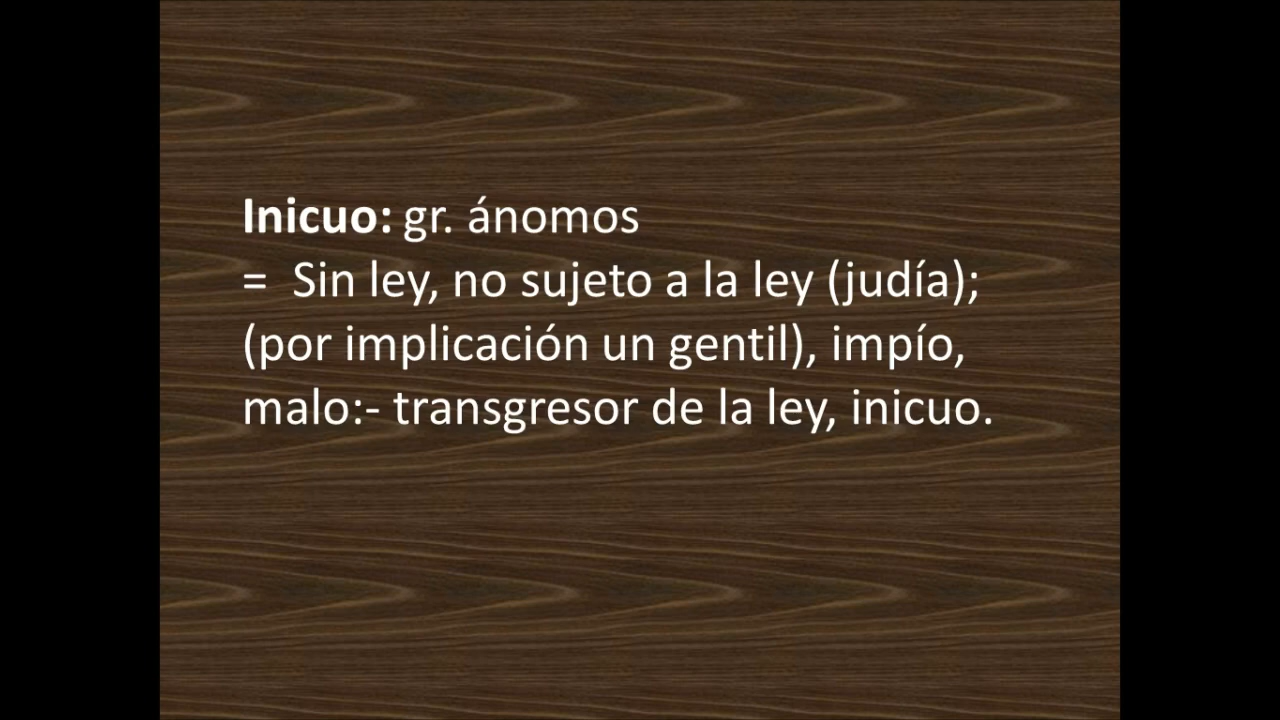 Inicuo: gr. ánomos
=  Sin ley, no sujeto a la ley (judía);
(por implicación un gentil), impío,
malo:- transgresor de la ley, inicuo.